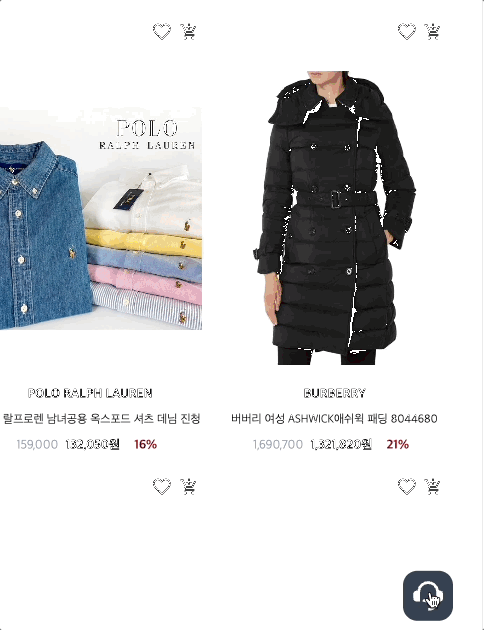 POLO
RALPH LAUREN
POLO RALPH LAUREN
랄프로렌 남녀공용 옥스포드 셔츠 데님 진청
159,000 132,050원 16%
BURBERRY
버버리 여성 ASHWICK애쉬윅 패딩 8044680
1,690,700 1,321,820원 21%